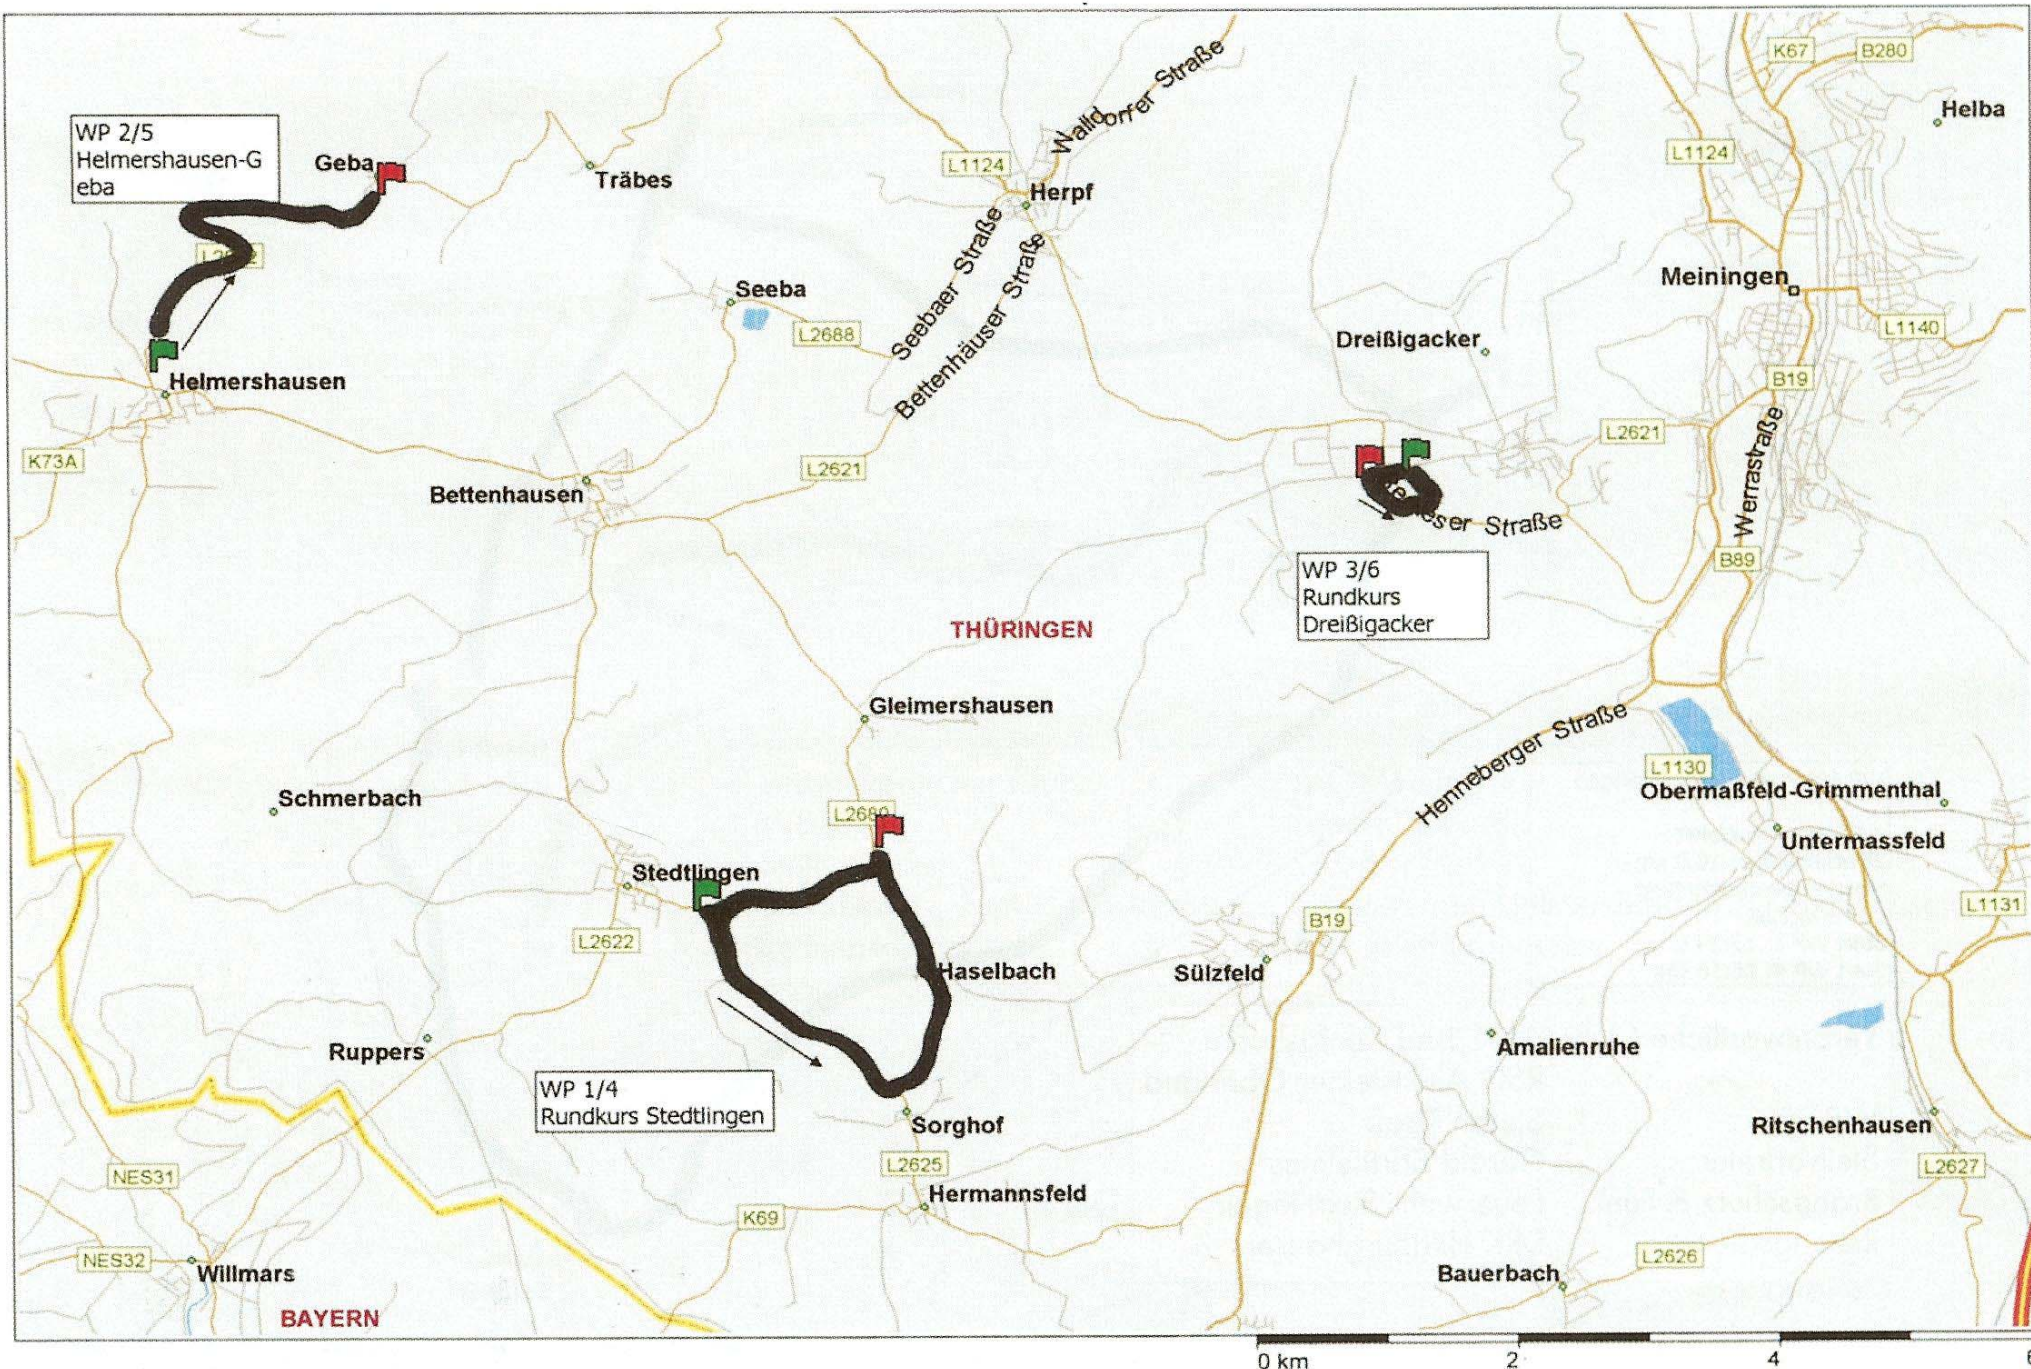 K67
B280
Helba
WP 2/5
Helmershausen-G
eba
Geba
Träbes
L1124
Walldorfer Straße
Herpf
L1124
Seebaer Straße
Bettenhäuser Straße
Seeba
L2688
Meiningen
L1140
Dreißigacker
Helmershausen
B19
L2621
K73A
L2621
Bettenhausen
Werrastraße
Straße
B89
WP 3/6
Rundkurs
Dreißigacker
THÜRINGEN
Gleimershausen
Henneberger Straße
L1130
Obermaßfeld-Grimmenthal
Schmerbach
Untermassfeld
Stedtlingen
L1131
B19
L2622
Haselbach
Sülzfeld
Ruppers
Amalienruhe
WP 1/4
Rundkurs Stedtlingen
Sorghof
Ritschenhausen
L2625
L2627
NES31
Hermannsfeld
K69
NES32
Willmars
L2626
Bauerbach
BAYERN
0 km 2 4